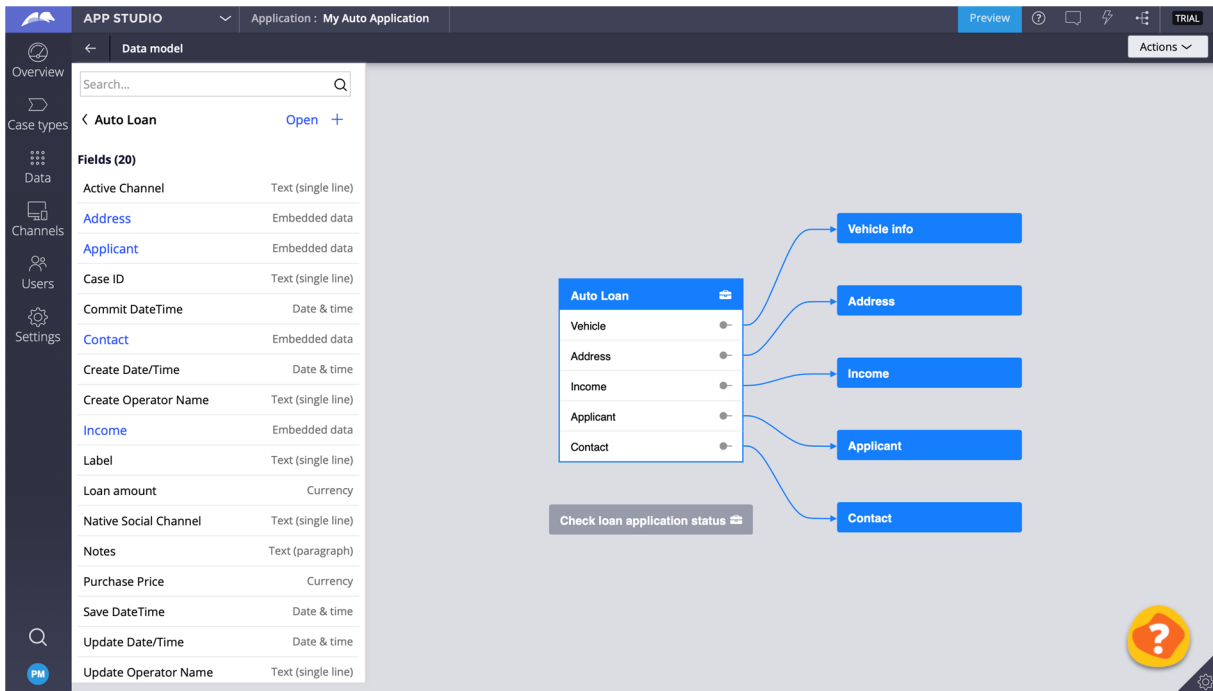 APP STUDIO
Application : My Auto Application
Preview
TRIAL
Data model
Actions
Overview
Case types
Data
Channels
Users
Settings
PM
Search...
Auto Loan
Open +
Fields (20)
Active Channel Text (single line)
Address Embedded data
Applicant Embedded data
Case ID Text (single line)
Commit DateTime Date & time
Contact Embedded data
Create Date/Time Date & time
Create Operator Name Text (single line)
Income Embedded data
Label Text (single line)
Loan amount Currency
Native Social Channel Text (single line)
Notes Text (paragraph)
Purchase Price Currency
Save DateTime Date & time
Update Date/Time Date & time
Update Operator Name Text (single line)
Auto Loan
Vehicle
Address
Income
Applicant
Contact
Check loan application status
Vehicle info
Address
Income
Applicant
Contact
?